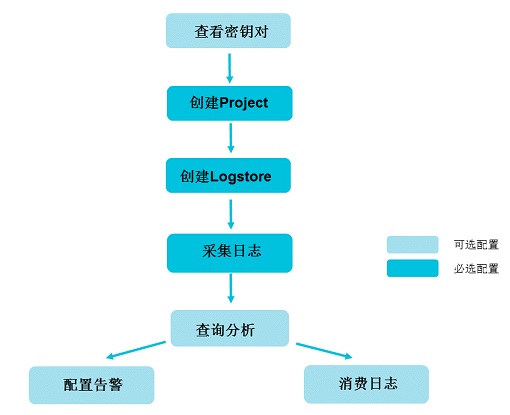 查看密钥对
创建Project
创建Logstore
采集日志
可选配置
必选配置
查询分析
配置告警
消费日志